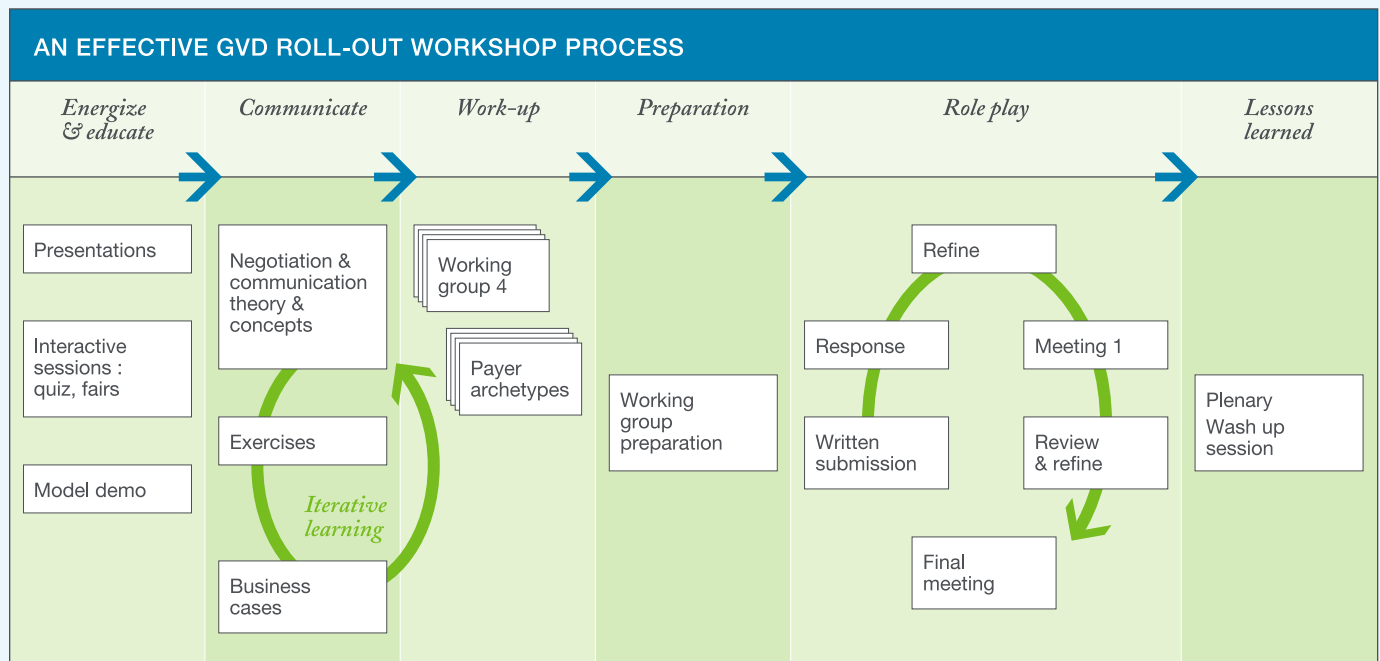 AN EFFECTIVE GVD ROLL-OUT WORKSHOP PROCESS
Energize
& educate
Communicate
Work-up
Preparation
Role play
Lessons
learned
Presentations
Interactive
sessions :
quiz, fairs
Model demo
Negotiation &
communication
theory &
concepts
Exercises
Iterative
learning
Business
cases
Working
group 4
Payer
archetypes
Working
group
preparation
Refine
Response
Meeting 1
Written
submission
Review
& refine
Final
meeting
Plenary
Wash up
session